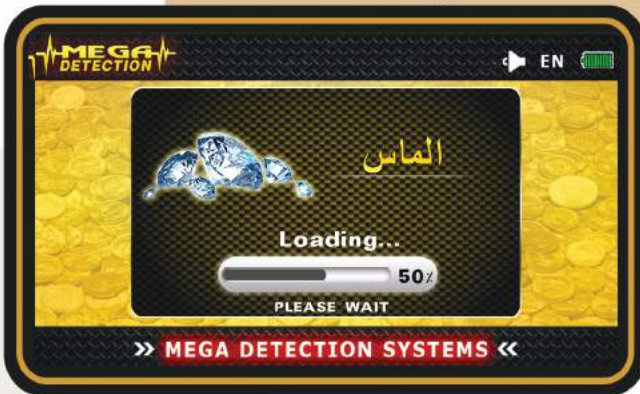 MEGA
DETECTION
EN
الماس
Loading...
50%
PLEASE WAIT
» MEGA DETECTION SYSTEMS «